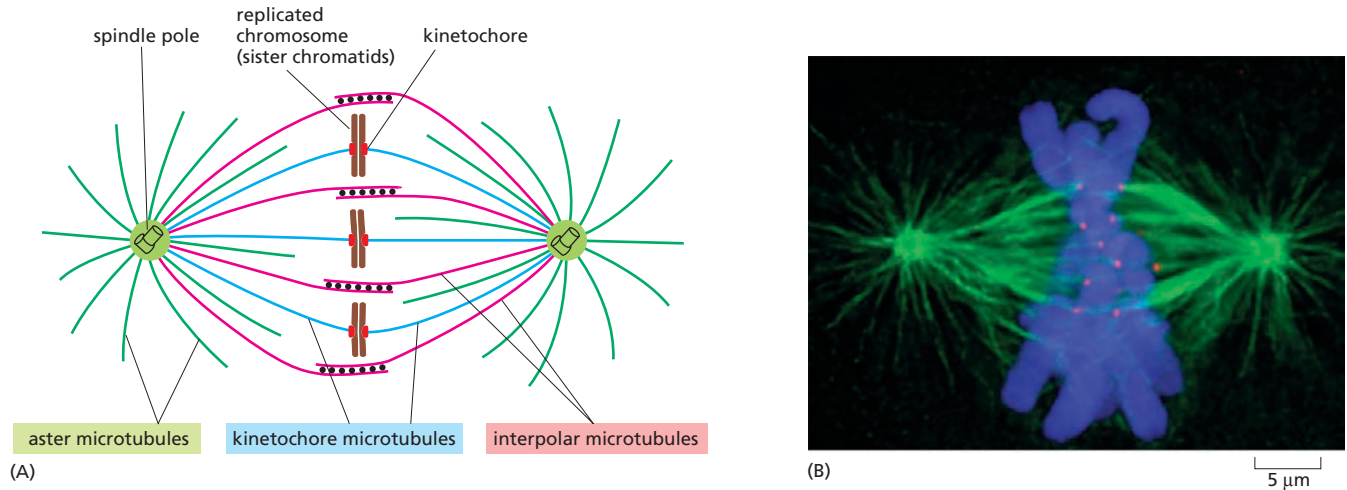 spindle pole
replicated
chromosome
(sister chromatids)
kinetochore
aster microtubules
kinetochore microtubules
interpolar microtubules
(A)
(B)
5 μm